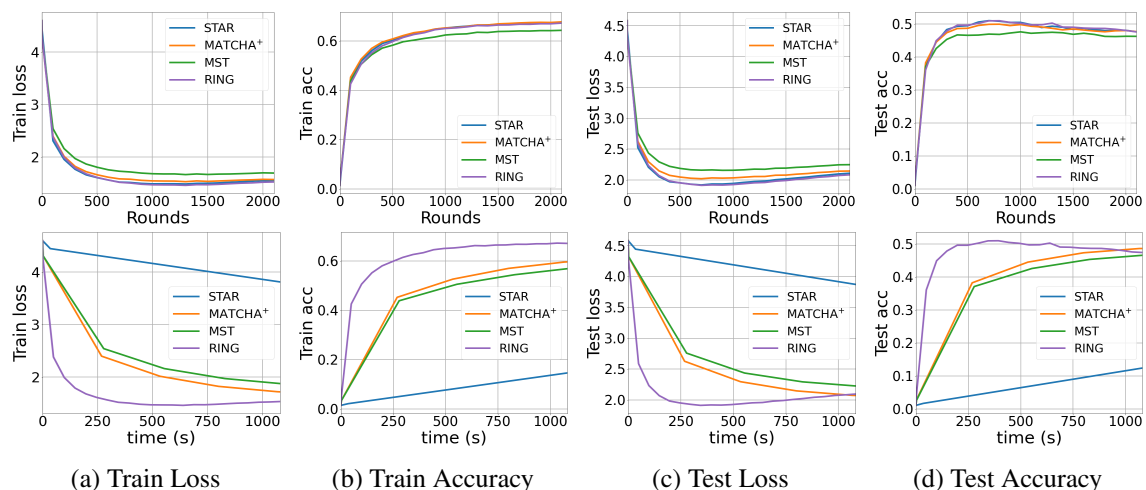 4
3
2
Train loss
STAR
MATCHA+
MST
RING
0 500 1000 1500 2000
Rounds
0.6
0.4
0.2
0.0
Train acc
STAR
MATCHA+
MST
RING
0 500 1000 1500 2000
Rounds
4.0
3.5
3.0
2.5
2.0
Test loss
STAR
MATCHA+
MST
RING
0 500 1000 1500 2000
Rounds
0.5
0.4
0.3
0.2
0.1
0.0
Test acc
STAR
MATCHA+
MST
RING
0 500 1000 1500 2000
Rounds
4
3
2
Train loss
STAR
MATCHA+
MST
RING
0 250 500 750 1000
time (s)
0.6
0.4
0.2
0.0
Train acc
STAR
MATCHA+
MST
RING
0 250 500 750 1000
time (s)
4.5
4.0
3.5
3.0
2.5
2.0
Test loss
STAR
MATCHA+
MST
RING
0 250 500 750 1000
time (s)
0.5
0.4
0.3
0.2
0.1
0.0
Test acc
STAR
MATCHA+
MST
RING
0 250 500 750 1000
time (s)
(a) Train Loss
(b) Train Accuracy
(c) Test Loss
(d) Test Accuracy